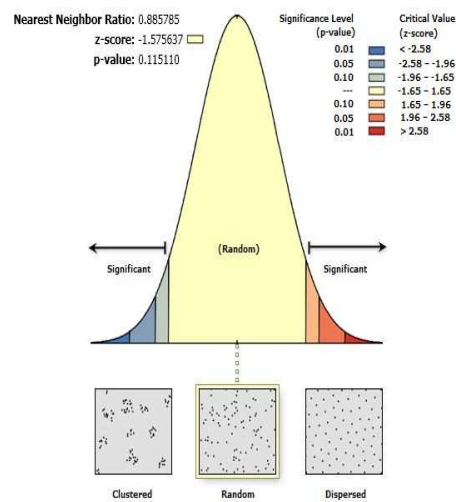 Nearest Neighbor Ratio: 0.885785
z-score: -1.575637
p-value: 0.115110
Significance Level
(p-value)
Critical Value
(z-score)
0.01 < -2.58
0.05 -2.58 – -1.96
0.10 -1.96 – -1.65
--- -1.65 – 1.65
0.10 1.65 – 1.96
0.05 1.96 – 2.58
0.01 > 2.58
(Random)
Significant
Significant
Clustered
Random
Dispersed